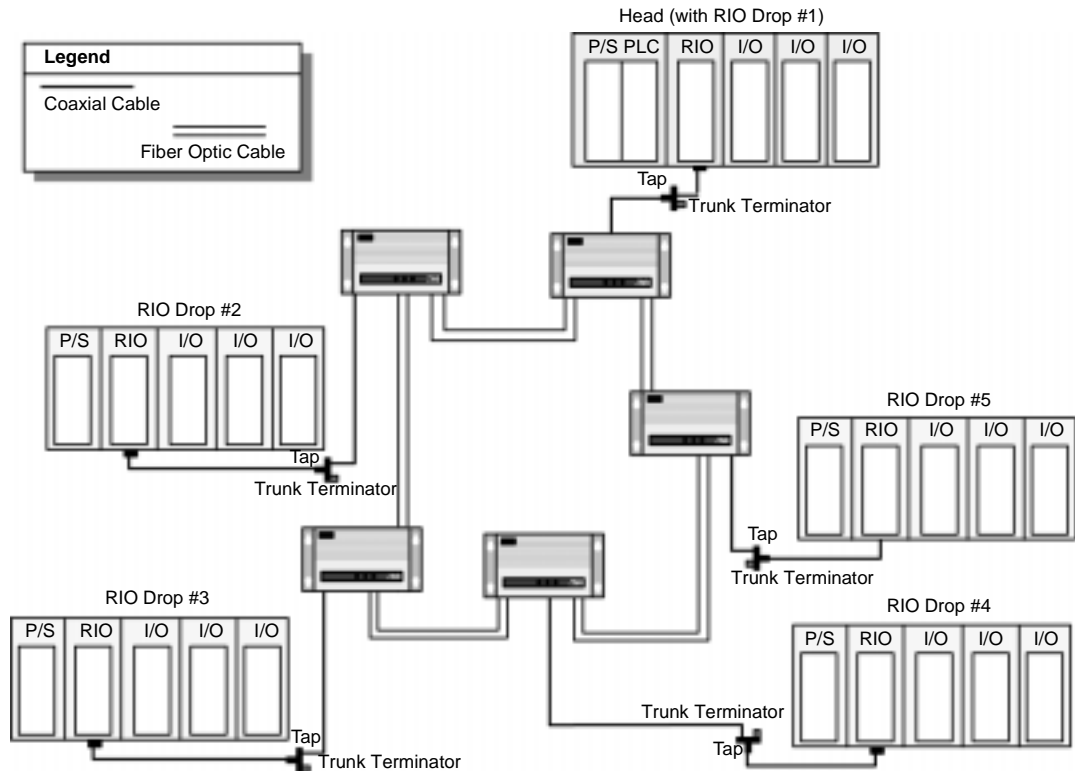 Head (with RIO Drop #1)
P/S PLC RIO I/O I/O I/O
Legend
Coaxial Cable
Fiber Optic Cable
Tap
Trunk Terminator
RIO Drop #2
P/S RIO I/O I/O I/O
Tap
Trunk Terminator
RIO Drop #5
P/S RIO I/O I/O I/O
Tap
Trunk Terminator
RIO Drop #3
P/S RIO I/O I/O I/O
Tap
Trunk Terminator
RIO Drop #4
P/S RIO I/O I/O I/O
Trunk Terminator
Tap